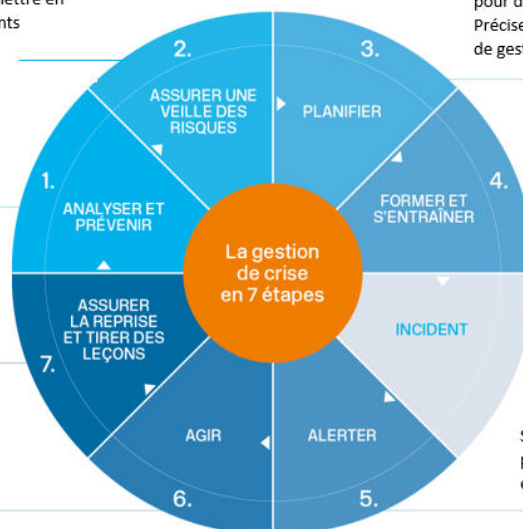 nts
pour d
Précise
de gest
2.
ASSURER UNE
VEILLE DES
RISQUES
3.
PLANIFIER
1.
ANALYSER ET
PRÉVENIR
4.
FORMER ET
S'ENTRAÎNER
La gestion
de crise
en 7 étapes
INCIDENT
7.
ASSURER
LA REPRISE
ET TIRER DES
LEÇONS
AGIR
6.
ALERTER
5.
S
p
e